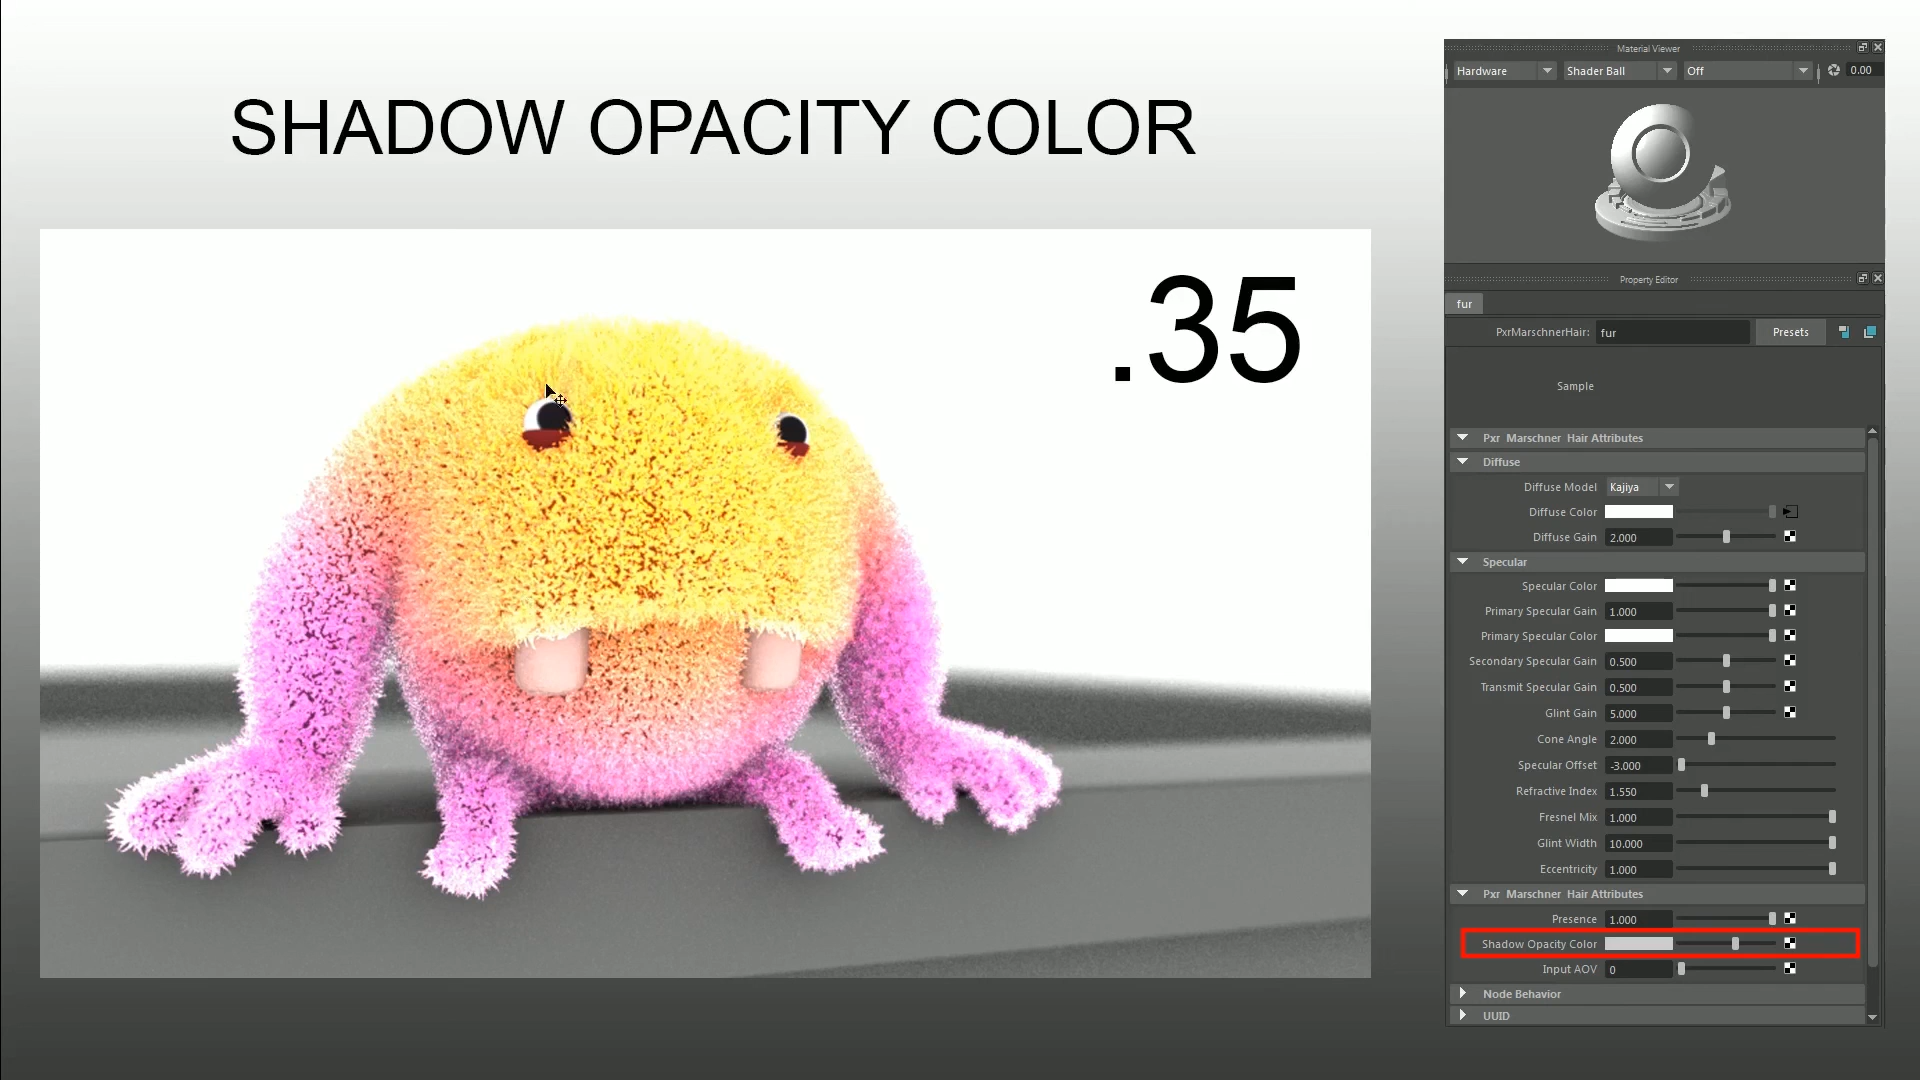 SHADOW OPACITY COLOR
.35
Material Viewer
Hardware
Shader Ball
Off
0.00
Property Editor
fur
PxrMarschnerHair: fur
Presets
Sample
Pxr Marschner Hair Attributes
Diffuse
Diffuse Model Kajiya
Diffuse Color
Diffuse Gain 2.000
Specular
Specular Color
Primary Specular Gain 1.000
Primary Specular Color
Secondary Specular Gain 0.500
Transmit Specular Gain 0.500
Glint Gain 5.000
Cone Angle 2.000
Specular Offset -3.000
Refractive Index 1.550
Fresnel Mix 1.000
Glint Width 10.000
Eccentricity 1.000
Pxr Marschner Hair Attributes
Presence 1.000
Shadow Opacity Color
Input AOV 0
Node Behavior
UUID